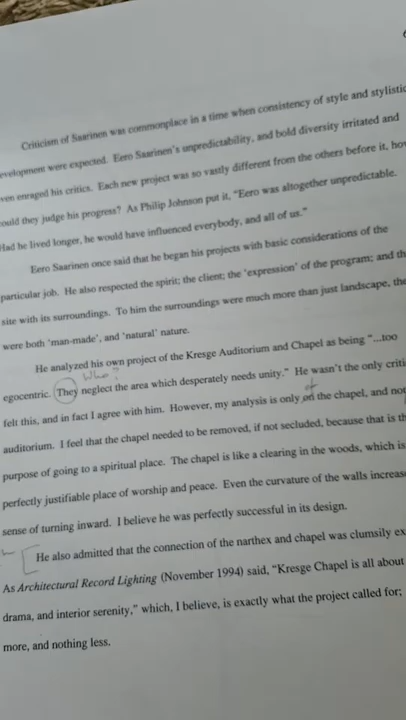 Criticism of Saarinen was commonplace in a time when consistency of style and stylistic
evelopment were expected. Eero Saarinen's unpredictability, and bold diversity irritated and
ven enraged his critics. Each new project was so vastly different from the others before it, how
ould they judge his progress? As Philip Johnson put it, "Eero was altogether unpredictable.
Had he lived longer, he would have influenced everybody, and all of us."
Eero Saarinen once said that he began his projects with basic considerations of the
particular job. He also respected the spirit; the client; the 'expression' of the program; and th
site with its surroundings. To him the surroundings were much more than just landscape, the
were both 'man-made', and 'natural' nature.
He analyzed his own project of the Kresge Auditorium and Chapel as being "...too
Who?
egocentric. They neglect the area which desperately needs unity." He wasn't the only criti
of
felt this, and in fact I agree with him. However, my analysis is only on the chapel, and not
auditorium. I feel that the chapel needed to be removed, if not secluded, because that is th
purpose of going to a spiritual place. The chapel is like a clearing in the woods, which is
perfectly justifiable place of worship and peace. Even the curvature of the walls increas
sense of turning inward. I believe he was perfectly successful in its design.
He also admitted that the connection of the narthex and chapel was clumsily ex
As Architectural Record Lighting (November 1994) said, "Kresge Chapel is all about
drama, and interior serenity," which, I believe, is exactly what the project called for;
more, and nothing less.